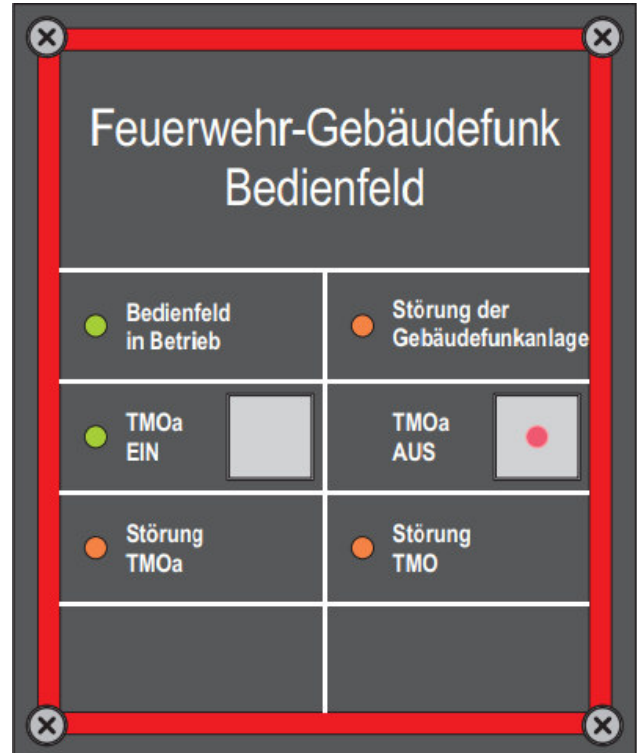 Feuerwehr-Gebäudefunk
Bedienfeld
Bedienfeld
in Betrieb
Störung der
Gebäudefunkanlage
TMOa
EIN
TMOa
AUS
Störung
TMOa
Störung
TMO